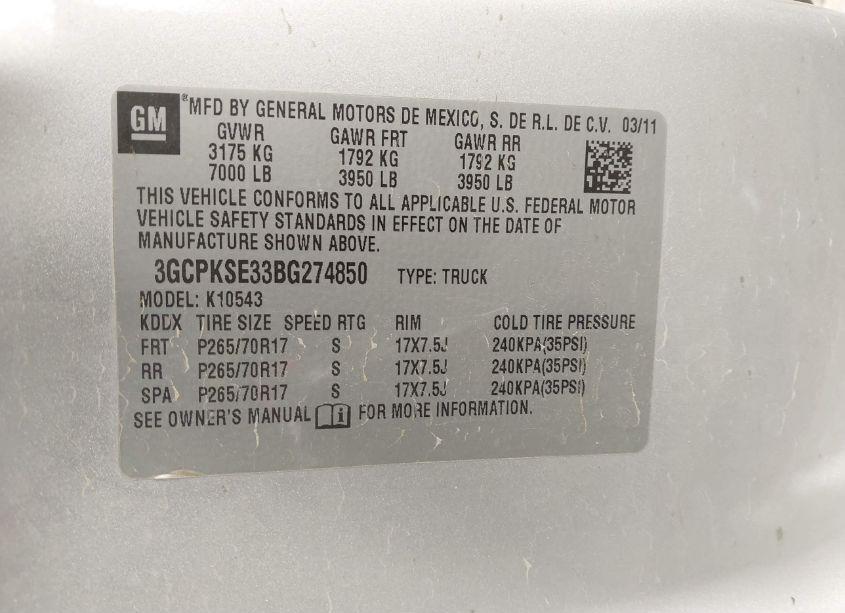 GM ®MFD BY GENERAL MOTORS DE MEXICO, S. DE R.L. DE C.V. 03/11
GVWR GAWR FRT GAWR RR
3175 KG 1792 KG 1792 KG
7000 LB 3950 LB 3950 LB
THIS VEHICLE CONFORMS TO ALL APPLICABLE U.S. FEDERAL MOTOR
VEHICLE SAFETY STANDARDS IN EFFECT ON THE DATE OF
MANUFACTURE SHOWN ABOVE.
3GCPKSE33BG274850 TYPE: TRUCK
MODEL: K10543
KDDX TIRE SIZE SPEED RTG RIM COLD TIRE PRESSURE
FRT P265/70R17 S 17X7.5J 240KPA(35PSI)
RR P265/70R17 S 17X7.5J 240KPA(35PSI)
SPA P265/70R17 S 17X7.5J 240KPA(35PSI)
SEE OWNER'S MANUAL i FOR MORE INFORMATION.